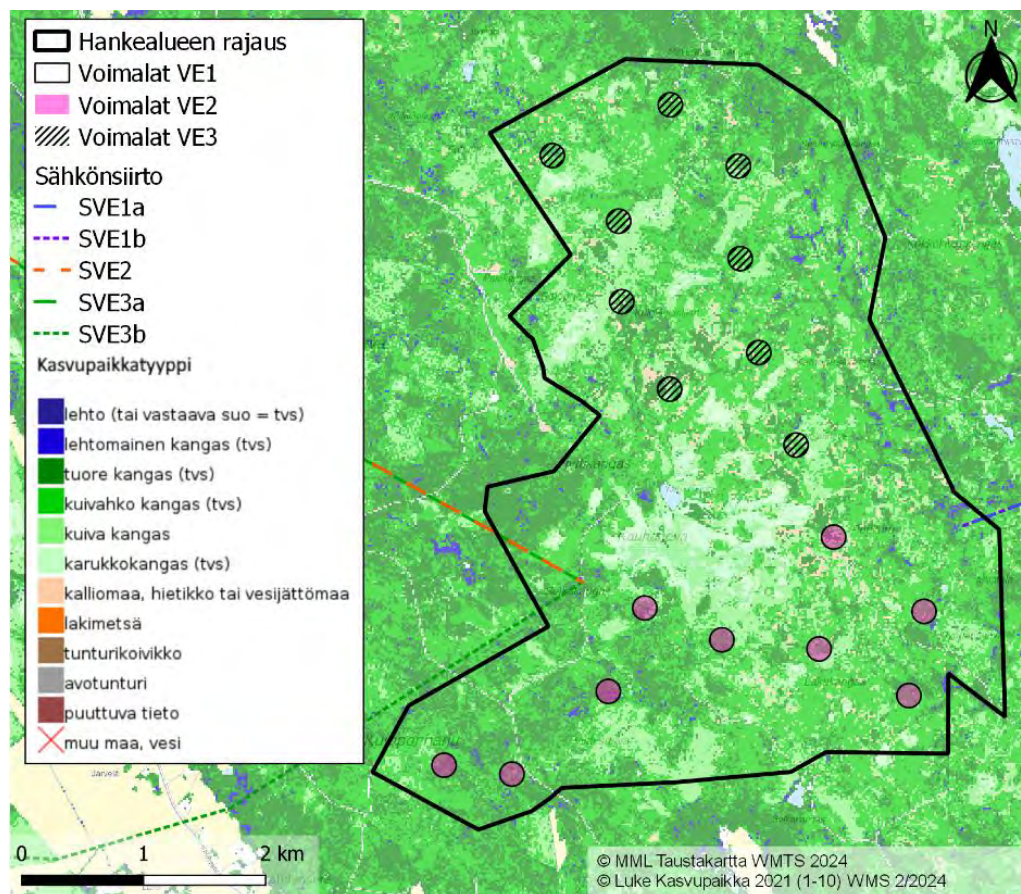 Hankealueen rajaus
Voimalat VE1
Voimalat VE2
Voimalat VE3
Sähkönsiirto
SVE1a
SVE1b
SVE2
SVE3a
SVE3b
Kasvupaikkatyyppi
lehto (tai vastaava suo = tvs)
lehtomainen kangas (tvs)
tuore kangas (tvs)
kuivahko kangas (tvs)
kuiva kangas
karukkokangas (tvs)
kalliomaa, hietikko tai vesijättömaa
lakimetsä
tunturikoivikko
avotunturi
puuttuva tieto
muu maa, vesi
N
0 1 2 km
© MML Taustakartta WMTS 2024
© Luke Kasvupaikka 2021 (1-10) WMS 2/2024